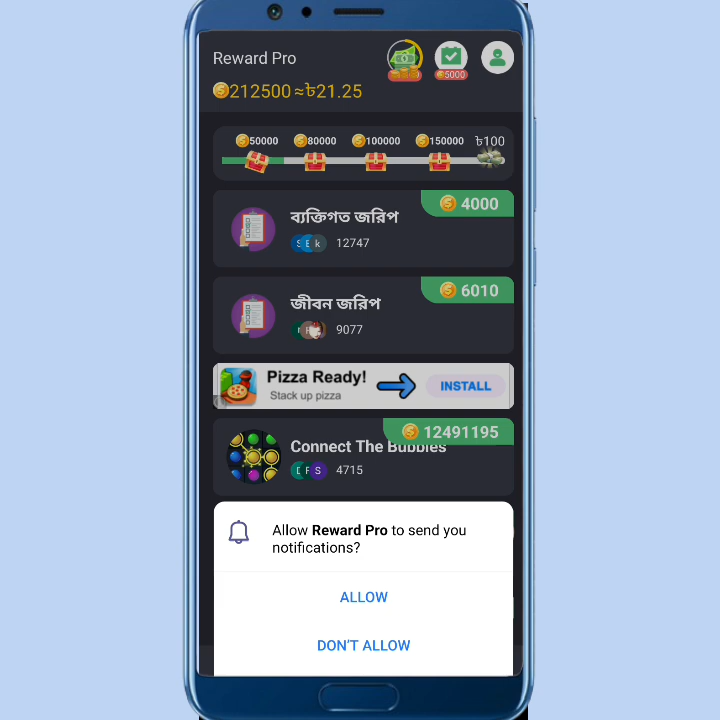 Reward Pro
5000
212500 ≈৳21.25
50000
80000
100000
150000
৳100
4000
ব্যক্তিগত জরিপ
S E k
12747
6010
জীবন জরিপ
9077
Pizza Ready!
Stack up pizza
INSTALL
12491195
Connect The Bubbles
S
4715
Allow Reward Pro to send you
notifications?
ALLOW
DON'T ALLOW